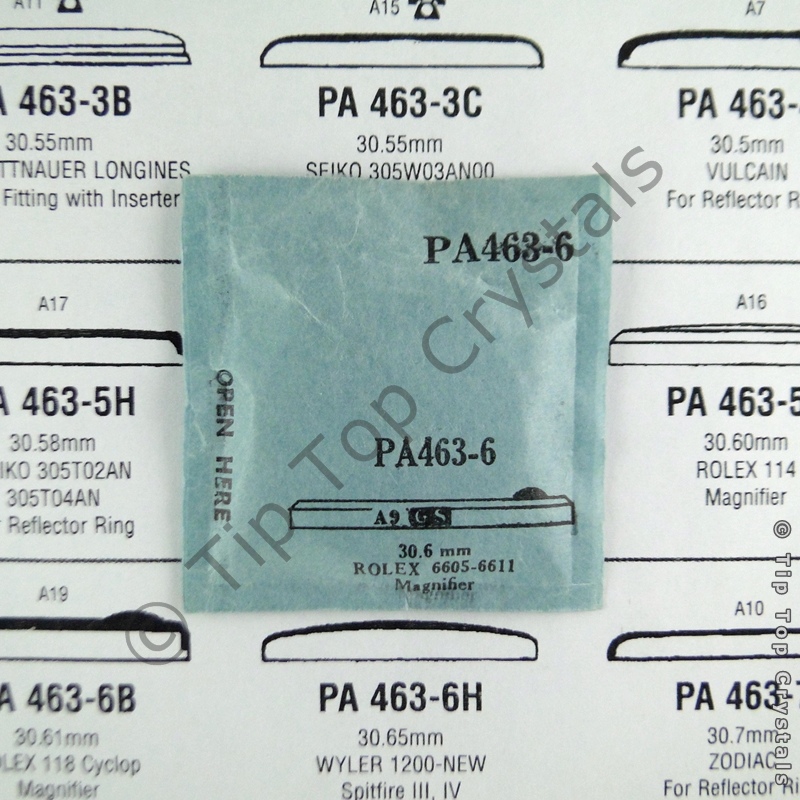 A11
A15
A7
A 463-3B
PA 463-3C
PA 463-
30.55mm
30.55mm
30.5mm
TTNAUER LONGINES
SEIKO 305W03AN00
VULCAIN
Fitting with Inserter
For Reflector R
PA463-6
A17
A16
OPEN HERE
A 463-5H
PA 463-5
30.58mm
30.60mm
IKO 305T02AN
ROLEX 114
305T04AN
Magnifier
Reflector Ring
PA463-6
A9 GS
30.6 mm
ROLEX 6605-6611
Magnifier
A19
A10
A 463-6B
PA 463-6H
PA 463-
30.61mm
30.65mm
30.7mm
LEX 118 Cyclop
WYLER 1200-NEW
ZODIAC
Magnifier
Spitfire III, IV
For Reflector Ri
© Tip Top Crystals
© Tip Top Crystals